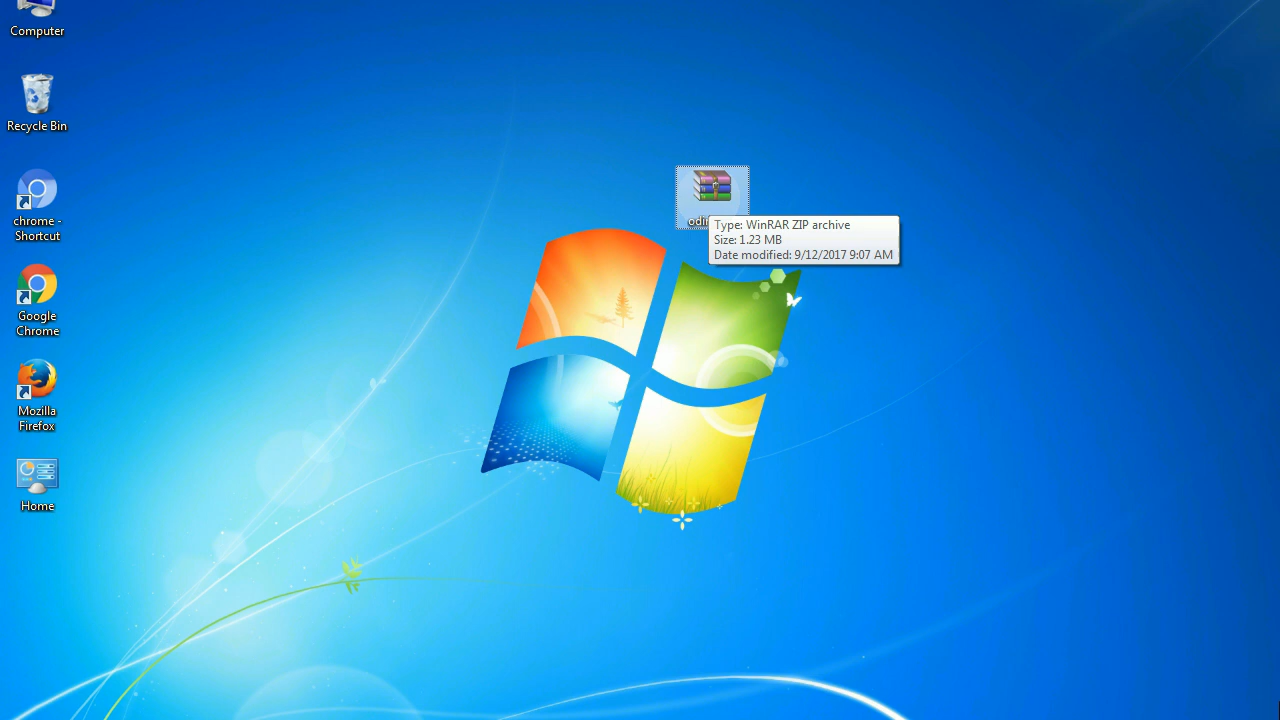 Computer
Recycle Bin
chrome -
Shortcut
Google
Chrome
Mozilla
Firefox
Home
Type: WinRAR ZIP archive
Size: 1.23 MB
Date modified: 9/12/2017 9:07 AM